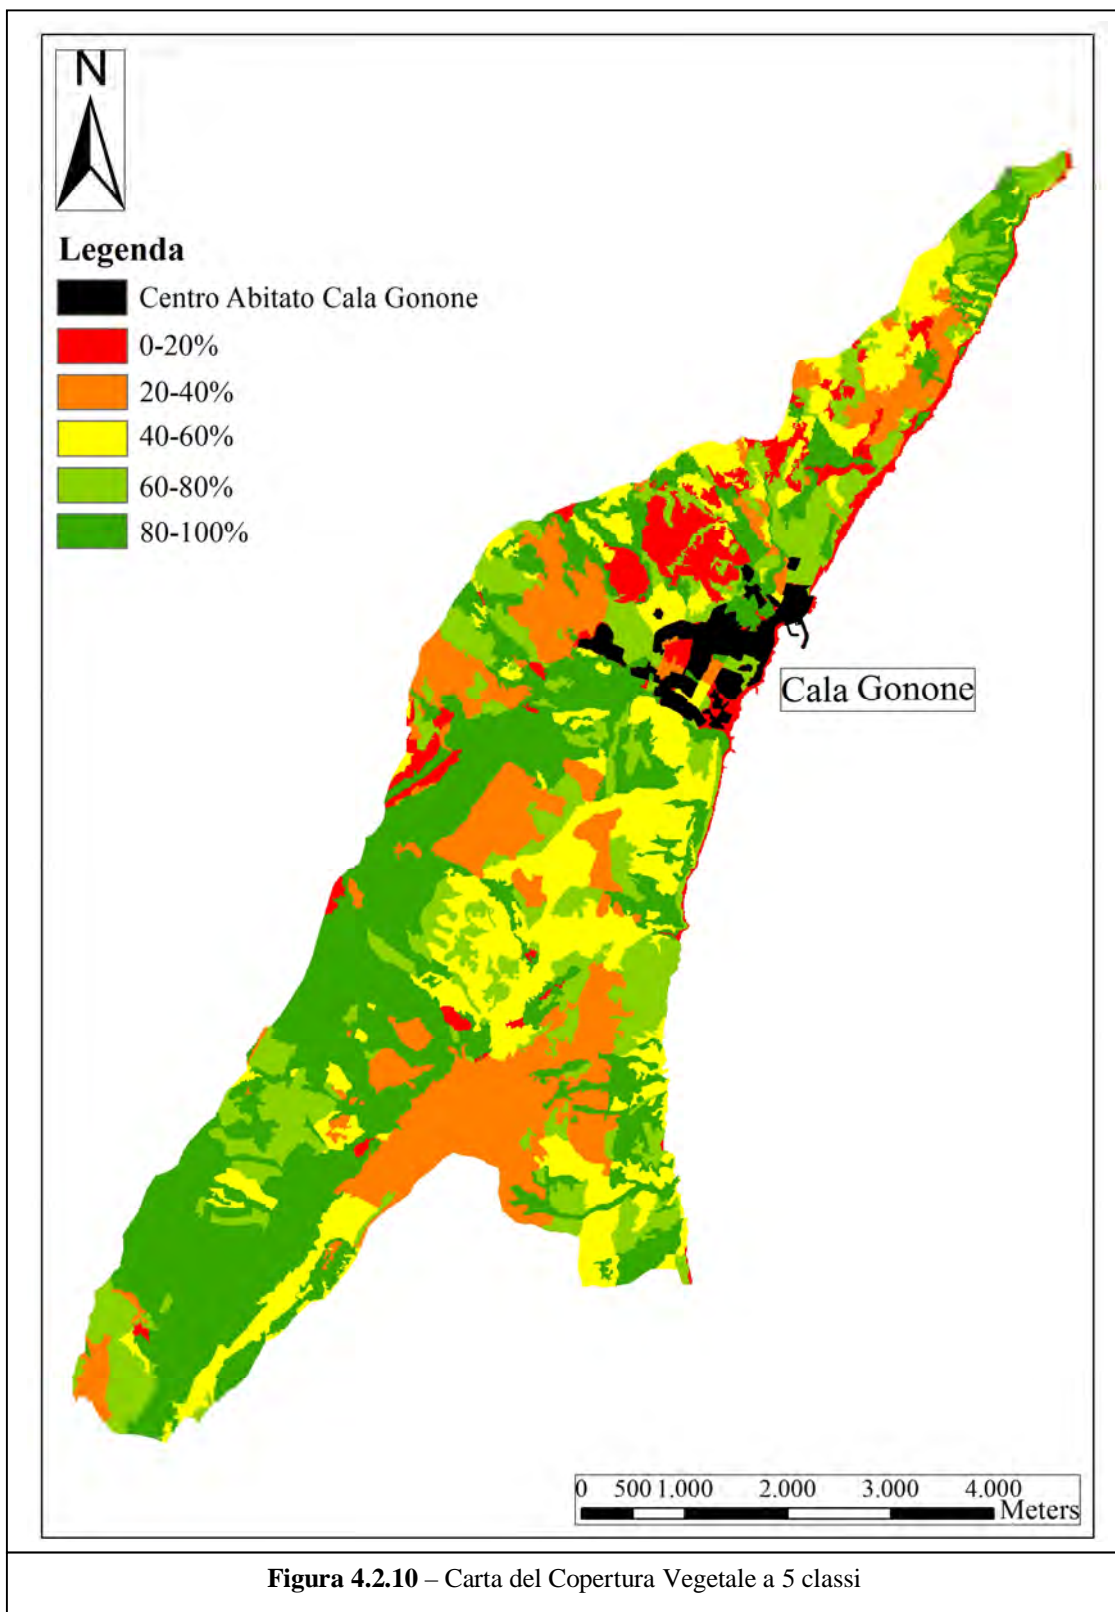 N
Legenda
Centro Abitato Cala Gonone
0-20%
20-40%
40-60%
60-80%
80-100%
Cala Gonone
0 500 1.000 2.000 3.000 4.000
Meters
Figura 4.2.10 – Carta del Copertura Vegetale a 5 classi